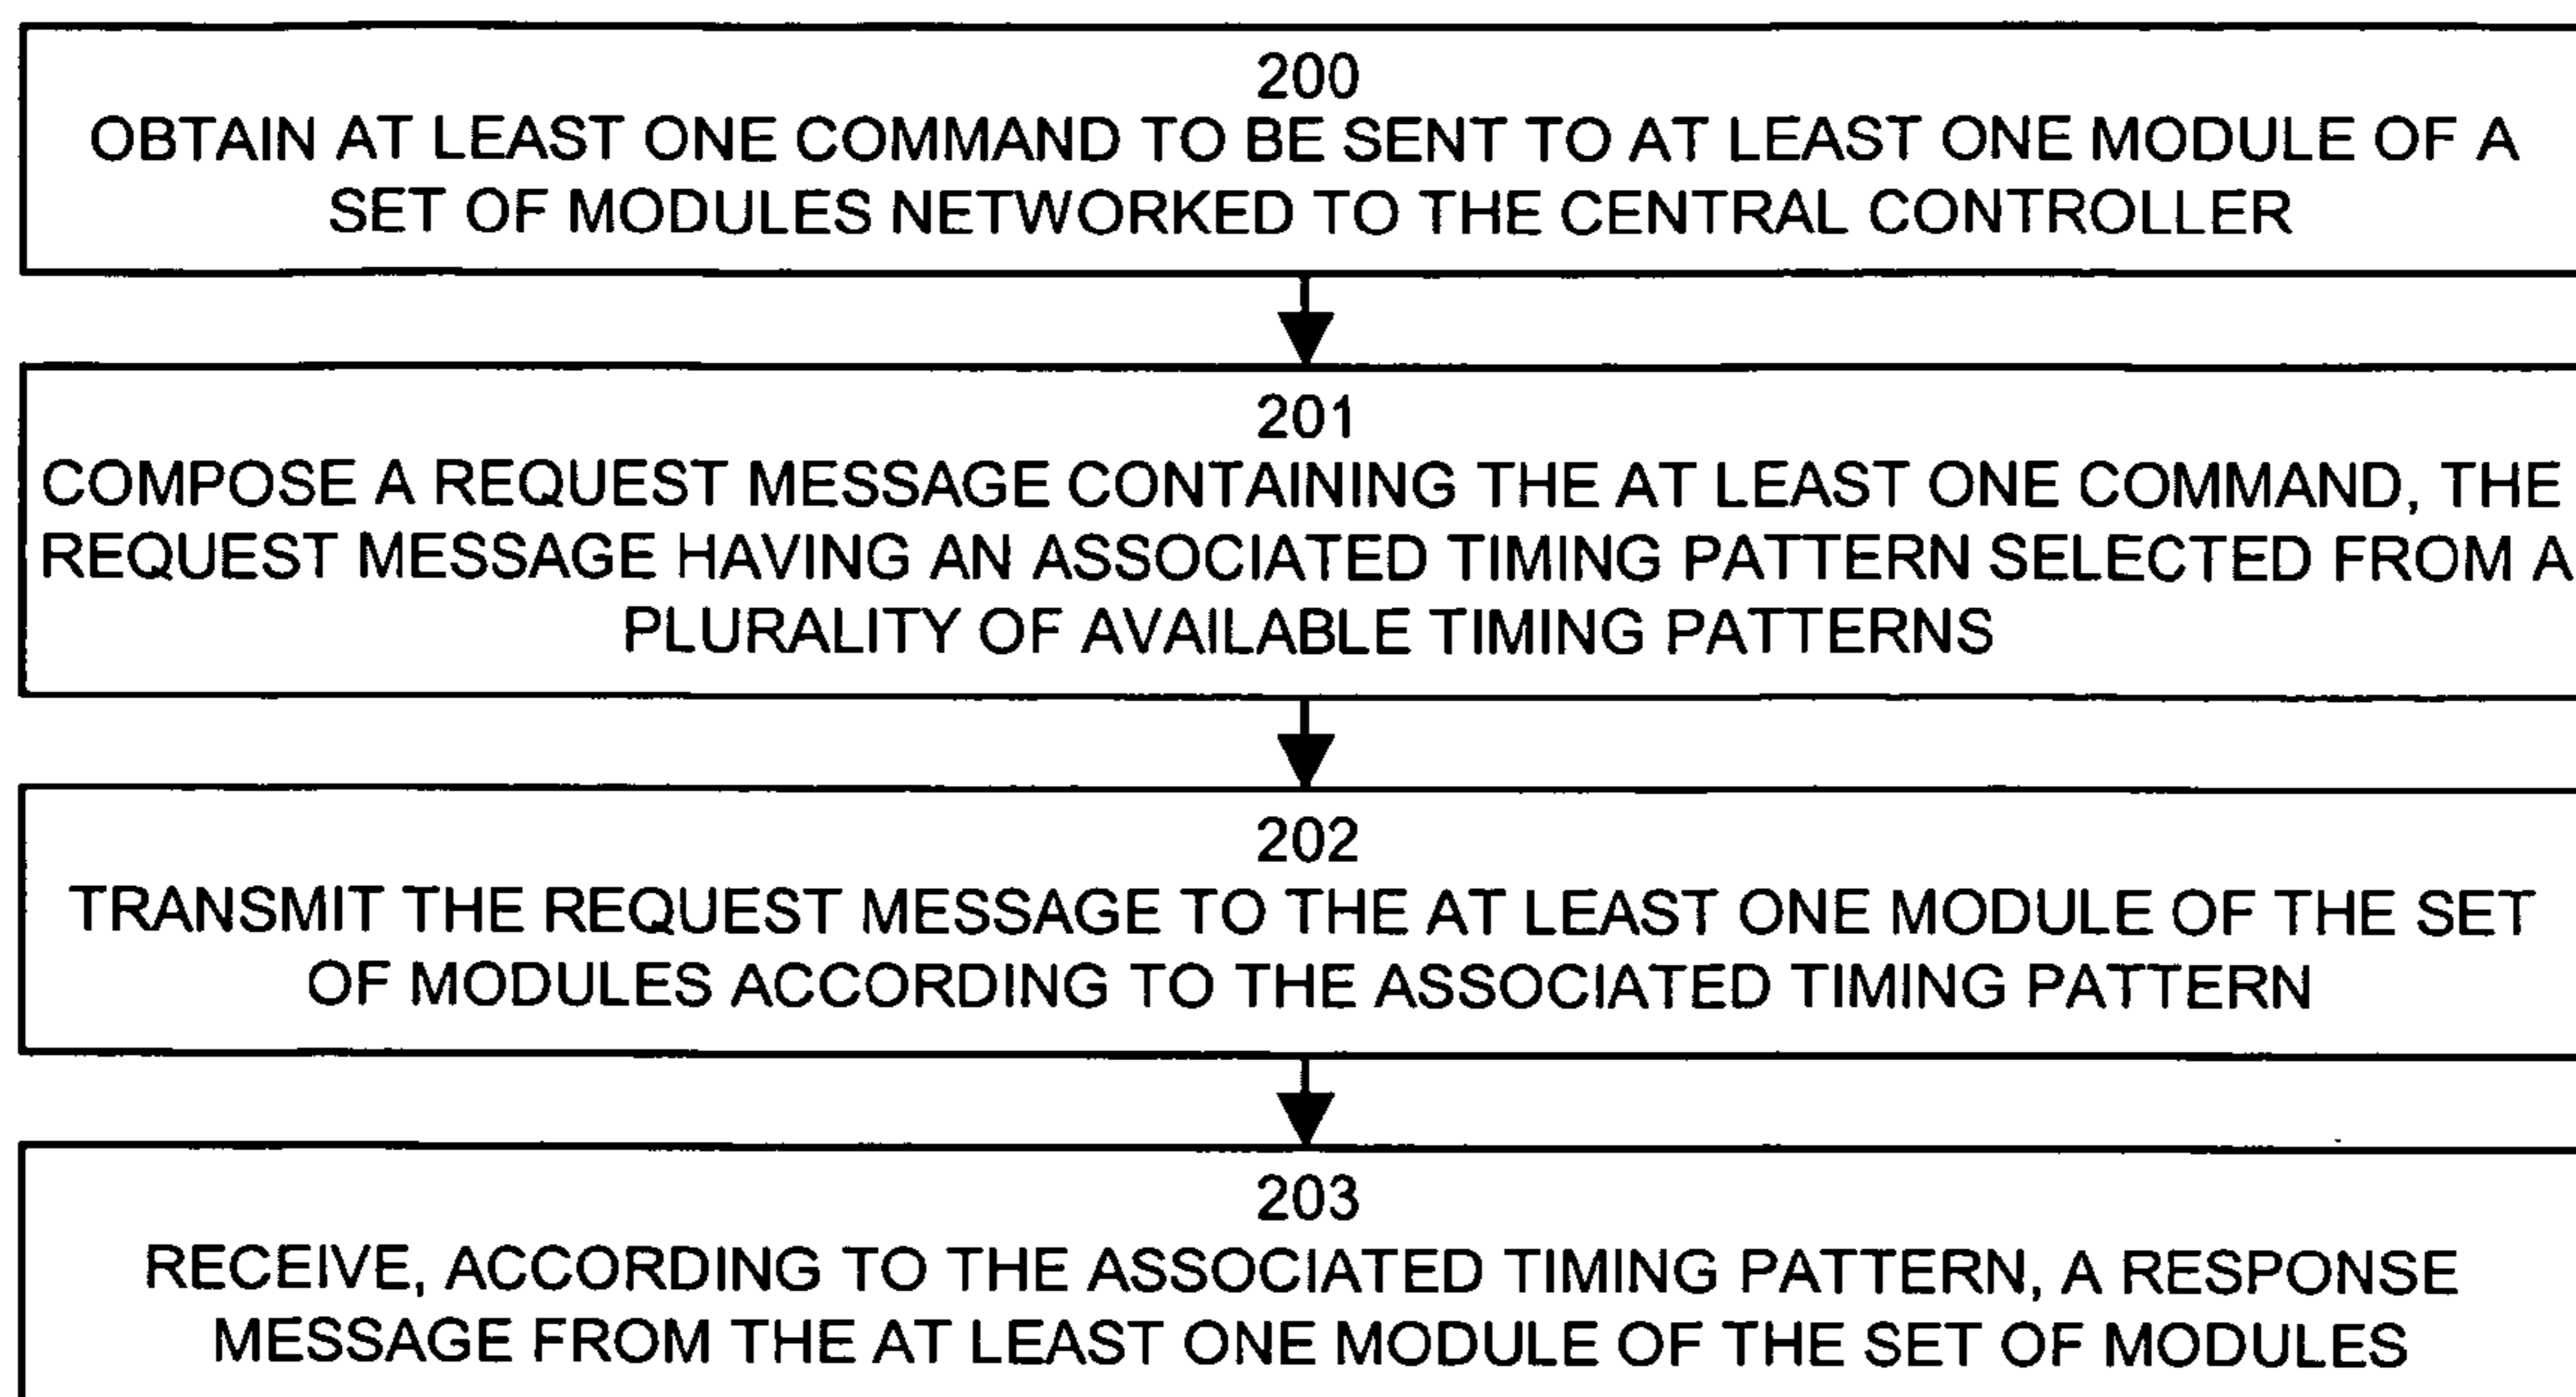 200
OBTAIN AT LEAST ONE COMMAND TO BE SENT TO AT LEAST ONE MODULE OF A
SET OF MODULES NETWORKED TO THE CENTRAL CONTROLLER
201
COMPOSE A REQUEST MESSAGE CONTAINING THE AT LEAST ONE COMMAND, THE
REQUEST MESSAGE HAVING AN ASSOCIATED TIMING PATTERN SELECTED FROM A
PLURALITY OF AVAILABLE TIMING PATTERNS
202
TRANSMIT THE REQUEST MESSAGE TO THE AT LEAST ONE MODULE OF THE SET
OF MODULES ACCORDING TO THE ASSOCIATED TIMING PATTERN
203
RECEIVE, ACCORDING TO THE ASSOCIATED TIMING PATTERN, A RESPONSE
MESSAGE FROM THE AT LEAST ONE MODULE OF THE SET OF MODULES